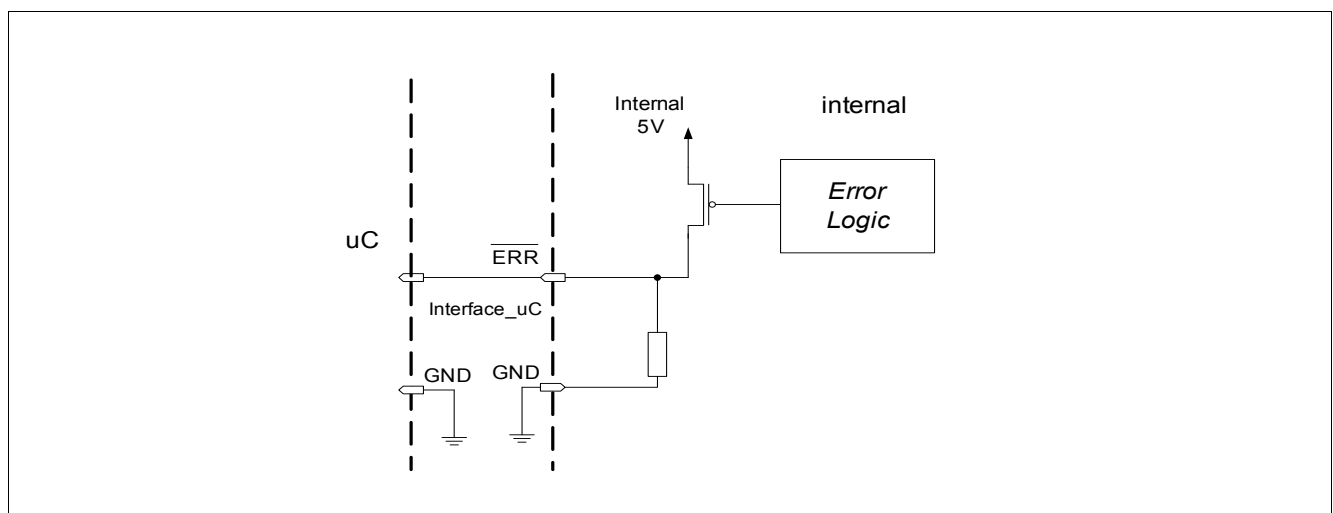 Internal
5V
internal
Error
Logic
uC
ERR
Interface_uC
GND
GND